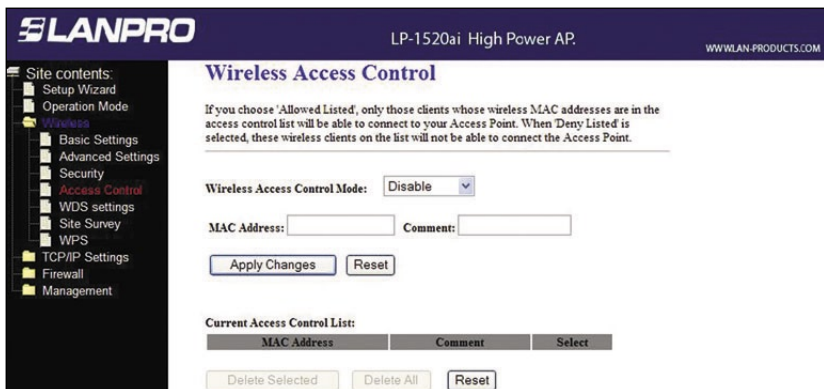 LANPRO
LP-1520ai High Power AP.
WWWLAN-PRODUCTS.COM
Site contents:
Setup Wizard
Operation Mode
Wireless
Basic Settings
Advanced Settings
Security
Access Control
WDS settings
Site Survey
WPS
TCP/IP Settings
Firewall
Management
Wireless Access Control
If you choose 'Allowed Listed', only those clients whose wireless MAC addresses are in the
access control list will be able to connect to your Access Point. When 'Deny Listed' is
selected, these wireless clients on the list will not be able to connect the Access Point.
Wireless Access Control Mode: Disable
MAC Address: Comment:
Apply Changes Reset
Current Access Control List:
MAC Address Comment Select
Delete Selected Delete All Reset